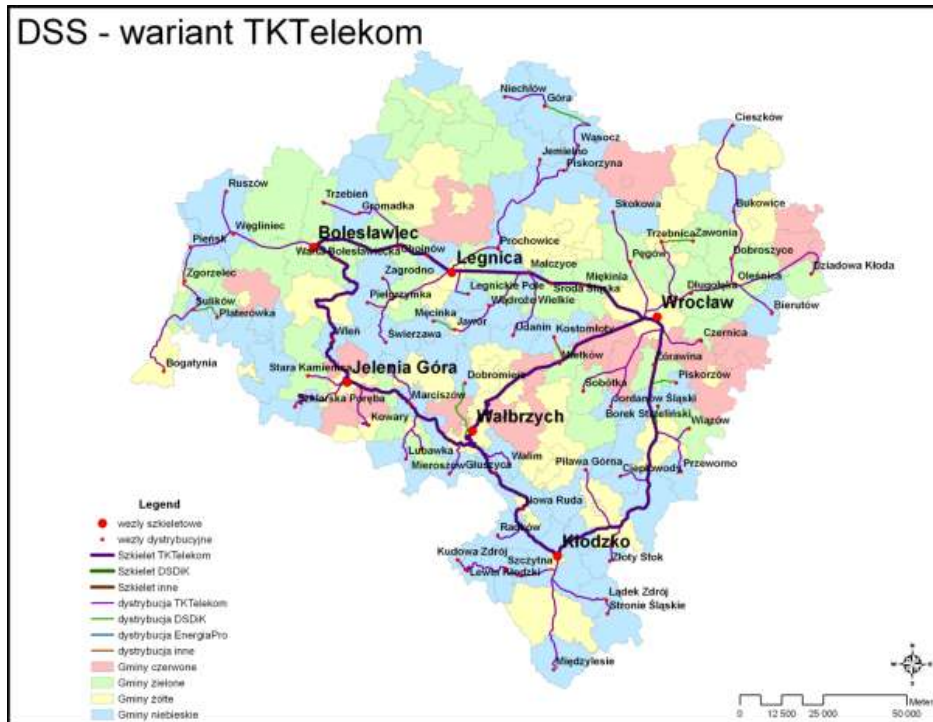 DSS - wariant TKTelekom
Niechlów
Góra
Cieszków
Wąsocz
Jemielno
Piskorzyna
Ruszów
Trzebień
Gromadka
Skokowa
Bukowice
Węgliniec
Bolesławiec
Trzebnica
Zawonia
Pieńsk
Warta Bolesławiecka
Chojnów
Prochowice
Pęgów
Dobroszyce
Legnica
Malczyce
Dziadowa Kłoda
Zgorzelec
Zagrodno
Miękinia
Oleśnica
Legnickie Pole
Środa Śląska
Długołęka
Sulików
Pielgrzymka
Wądroże Wielkie
Wrocław
Bierutów
Platerówka
Męcinka
Jawor
Udanin
Kostomłoty
Wleń
Świerzawa
Czernica
Mietków
Żórawina
Bogatynia
Stara Kamienica
Jelenia Góra
Dobromierz
Piskorzów
Sobótka
Szklarska Poręba
Marciszów
Jordanów Śląski
Kowary
Borek Strzeliński
Wałbrzych
Wiązów
Lubawka
Walim
Mieroszów
Głuszyca
Piława Górna
Ciepłowody
Przeworno
Nowa Ruda
Radków
Kłodzko
Kudowa Zdrój
Szczytna
Złoty Stok
Lewin Kłodzki
Lądek Zdrój
Stronie Śląskie
Międzylesie
Legend
wezly szkieletowe
wezly dystrybucyjne
Szkielet TKTelekom
Szkielet DSDiK
Szkielet inne
dystrybucja TKTelekom
dystrybucja DSDiK
dystrybucja EnergiaPro
dystrybucja inne
Gminy czerwone
Gminy zielone
Gminy żółte
Gminy niebieskie
Meters
0 12 500 25 000 50 000